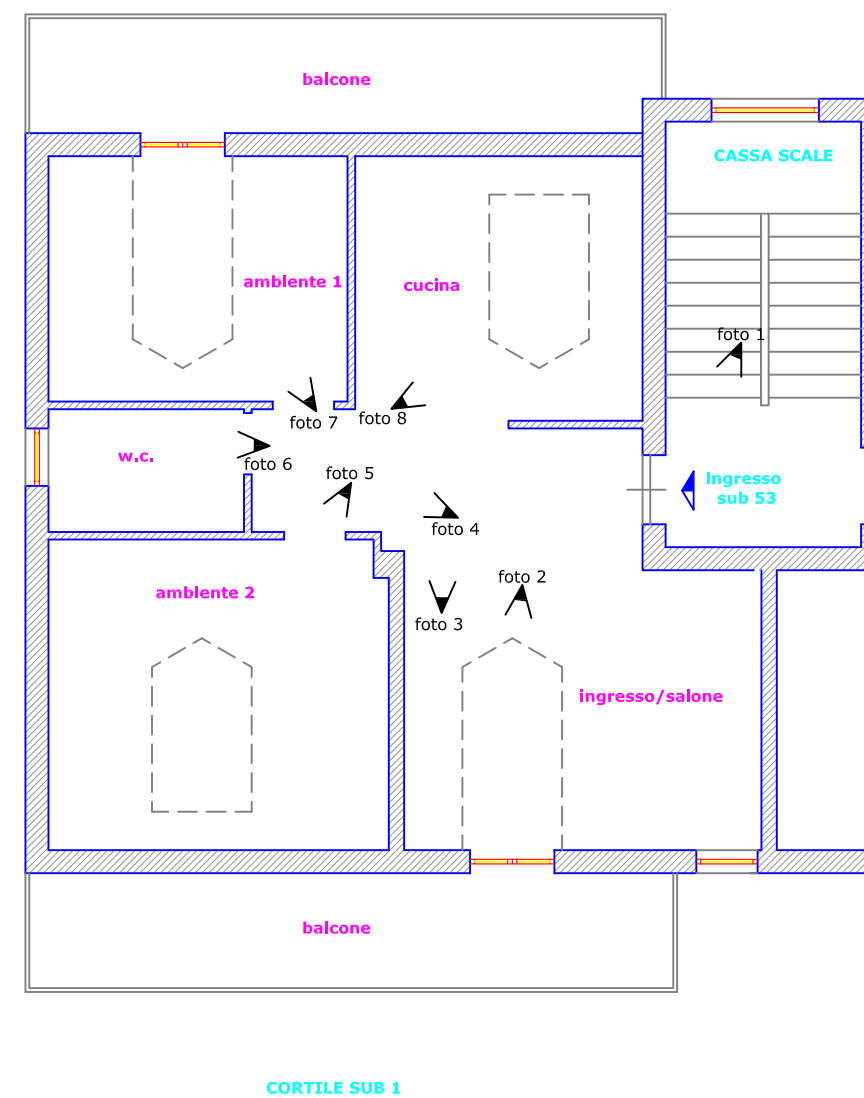 balcone
CASSA SCALE
amblente 1
cucina
foto 1
foto 7
foto 8
w.c.
foto 6
foto 5
Ingresso
sub 53
foto 4
ambiente 2
foto 2
foto 3
ingresso/salone
balcone
CORTILE SUB 1